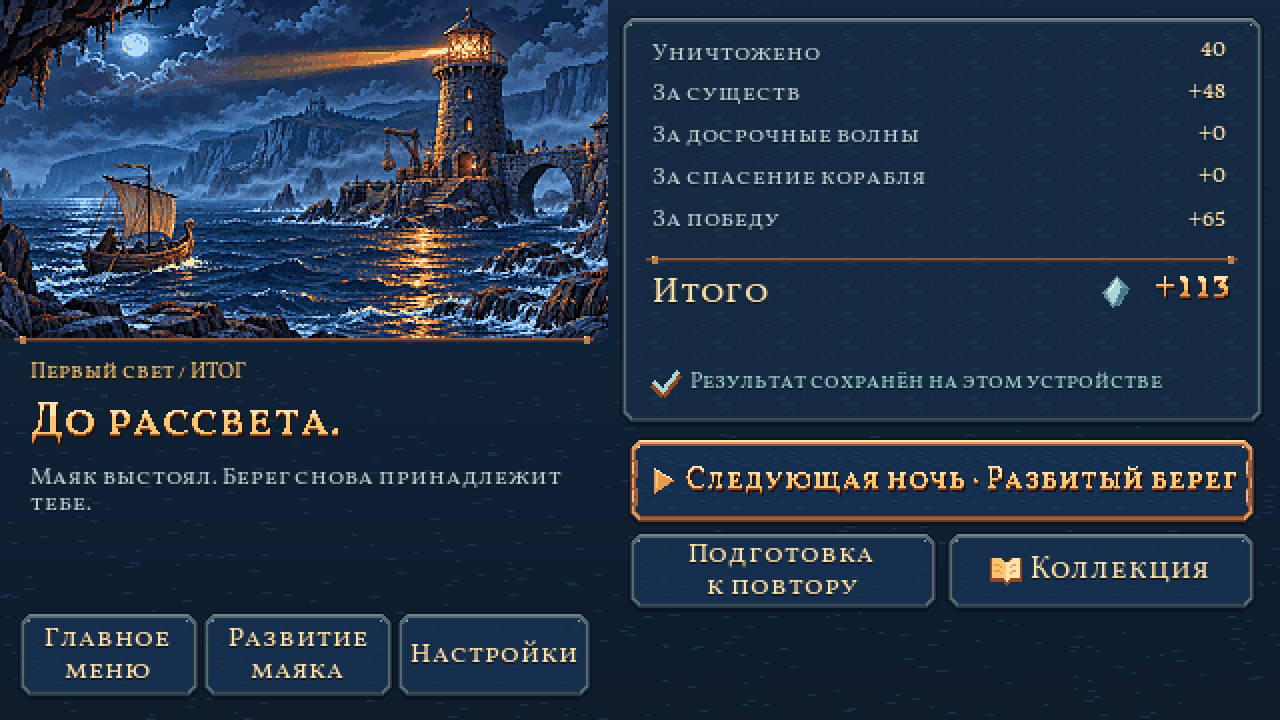 Первый свет / ИТОГ
До рассвета.
Маяк выстоял. Берег снова принадлежит
тебе.
Главное
меню
Развитие
маяка
Настройки
Уничтожено 40
За существ +48
За досрочные волны +0
За спасение корабля +0
За победу +65
Итого +113
Результат сохранён на этом устройстве
Следующая ночь · Разбитый берег
Подготовка
к повтору
Коллекция